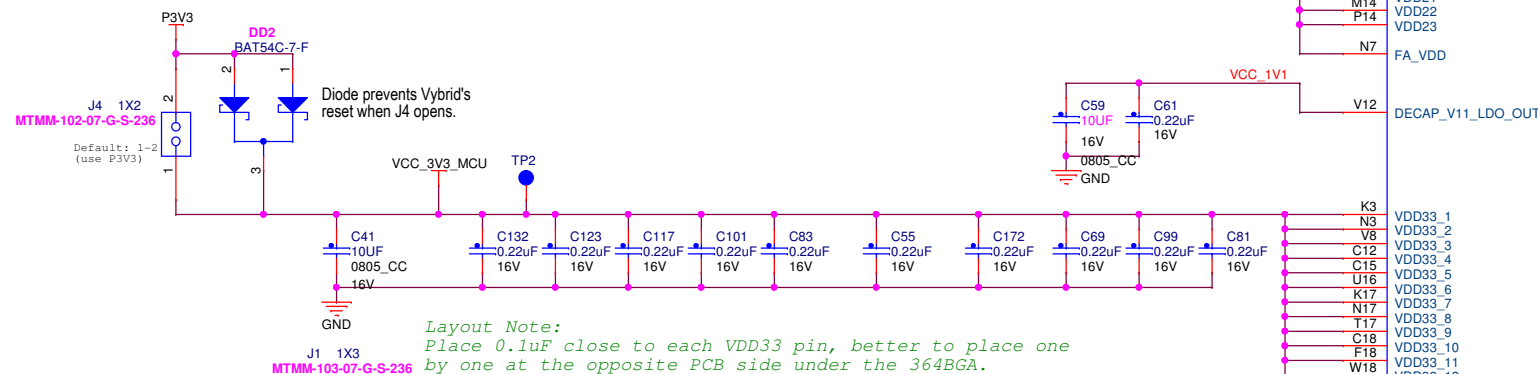 P3V3
DD2
BAT54C-7-F
2
1
3
Diode prevents Vybrid's
reset when J4 opens.
J4 1X2
MTMM-102-07-G-S-236
Default: 1-2
(use P3V3)
2
1
VCC_3V3_MCU
TP2
C41
10UF
0805_CC
16V
GND
C132
0.22uF
16V
C123
0.22uF
16V
C117
0.22uF
16V
C101
0.22uF
16V
C83
0.22uF
16V
C55
0.22uF
16V
C172
0.22uF
16V
C69
0.22uF
16V
C99
0.22uF
16V
C81
0.22uF
16V
VCC_1V1
C59
10UF
16V
0805_CC
GND
C61
0.22uF
16V
M14 VDD22
P14 VDD23
N7 FA_VDD
V12 DECAP_V11_LDO_OUT
K3 VDD33_1
N3 VDD33_2
V8 VDD33_3
C12 VDD33_4
C15 VDD33_5
U16 VDD33_6
K17 VDD33_7
N17 VDD33_8
T17 VDD33_9
C18 VDD33_10
F18 VDD33_11
W18
Layout Note:
Place 0.1uF close to each VDD33 pin, better to place one
by one at the opposite PCB side under the 364BGA.
J1 1X3
MTMM-103-07-G-S-236